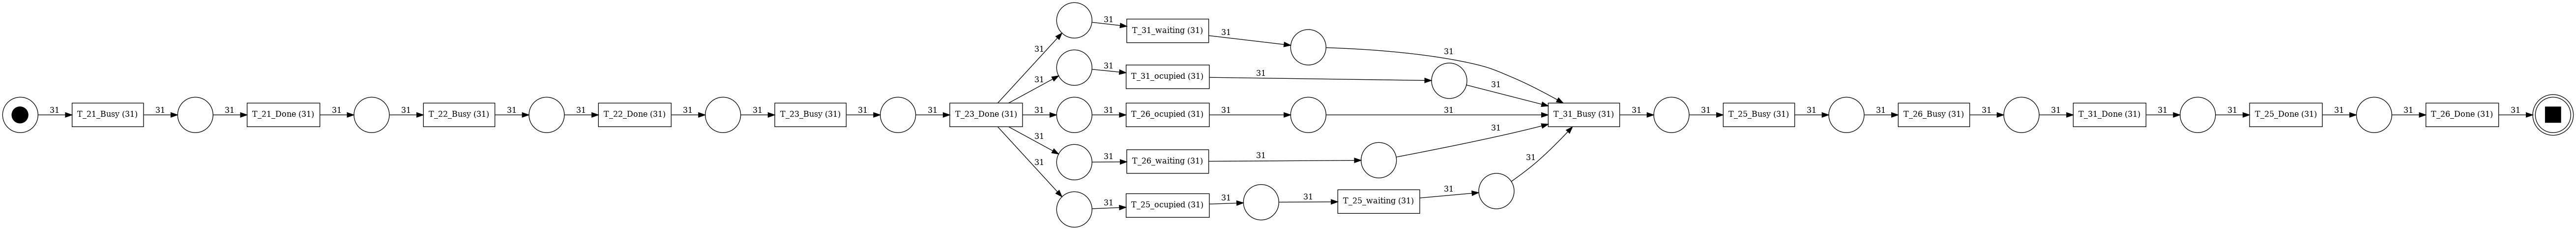 31
T_21_Busy (31)
31
31
T_21_Done (31)
31
31
T_22_Busy (31)
31
31
T_22_Done (31)
31
31
T_23_Busy (31)
31
31
T_23_Done (31)
31
31
T_31_waiting (31)
31
31
31
31
T_31_ocupied (31)
31
31
31
31
T_26_ocupied (31)
31
31
31
31
T_26_waiting (31)
31
31
31
31
T_25_ocupied (31)
31
31
T_25_waiting (31)
31
31
T_31_Busy (31)
31
31
T_25_Busy (31)
31
31
T_26_Busy (31)
31
31
T_31_Done (31)
31
31
T_25_Done (31)
31
31
T_26_Done (31)
31